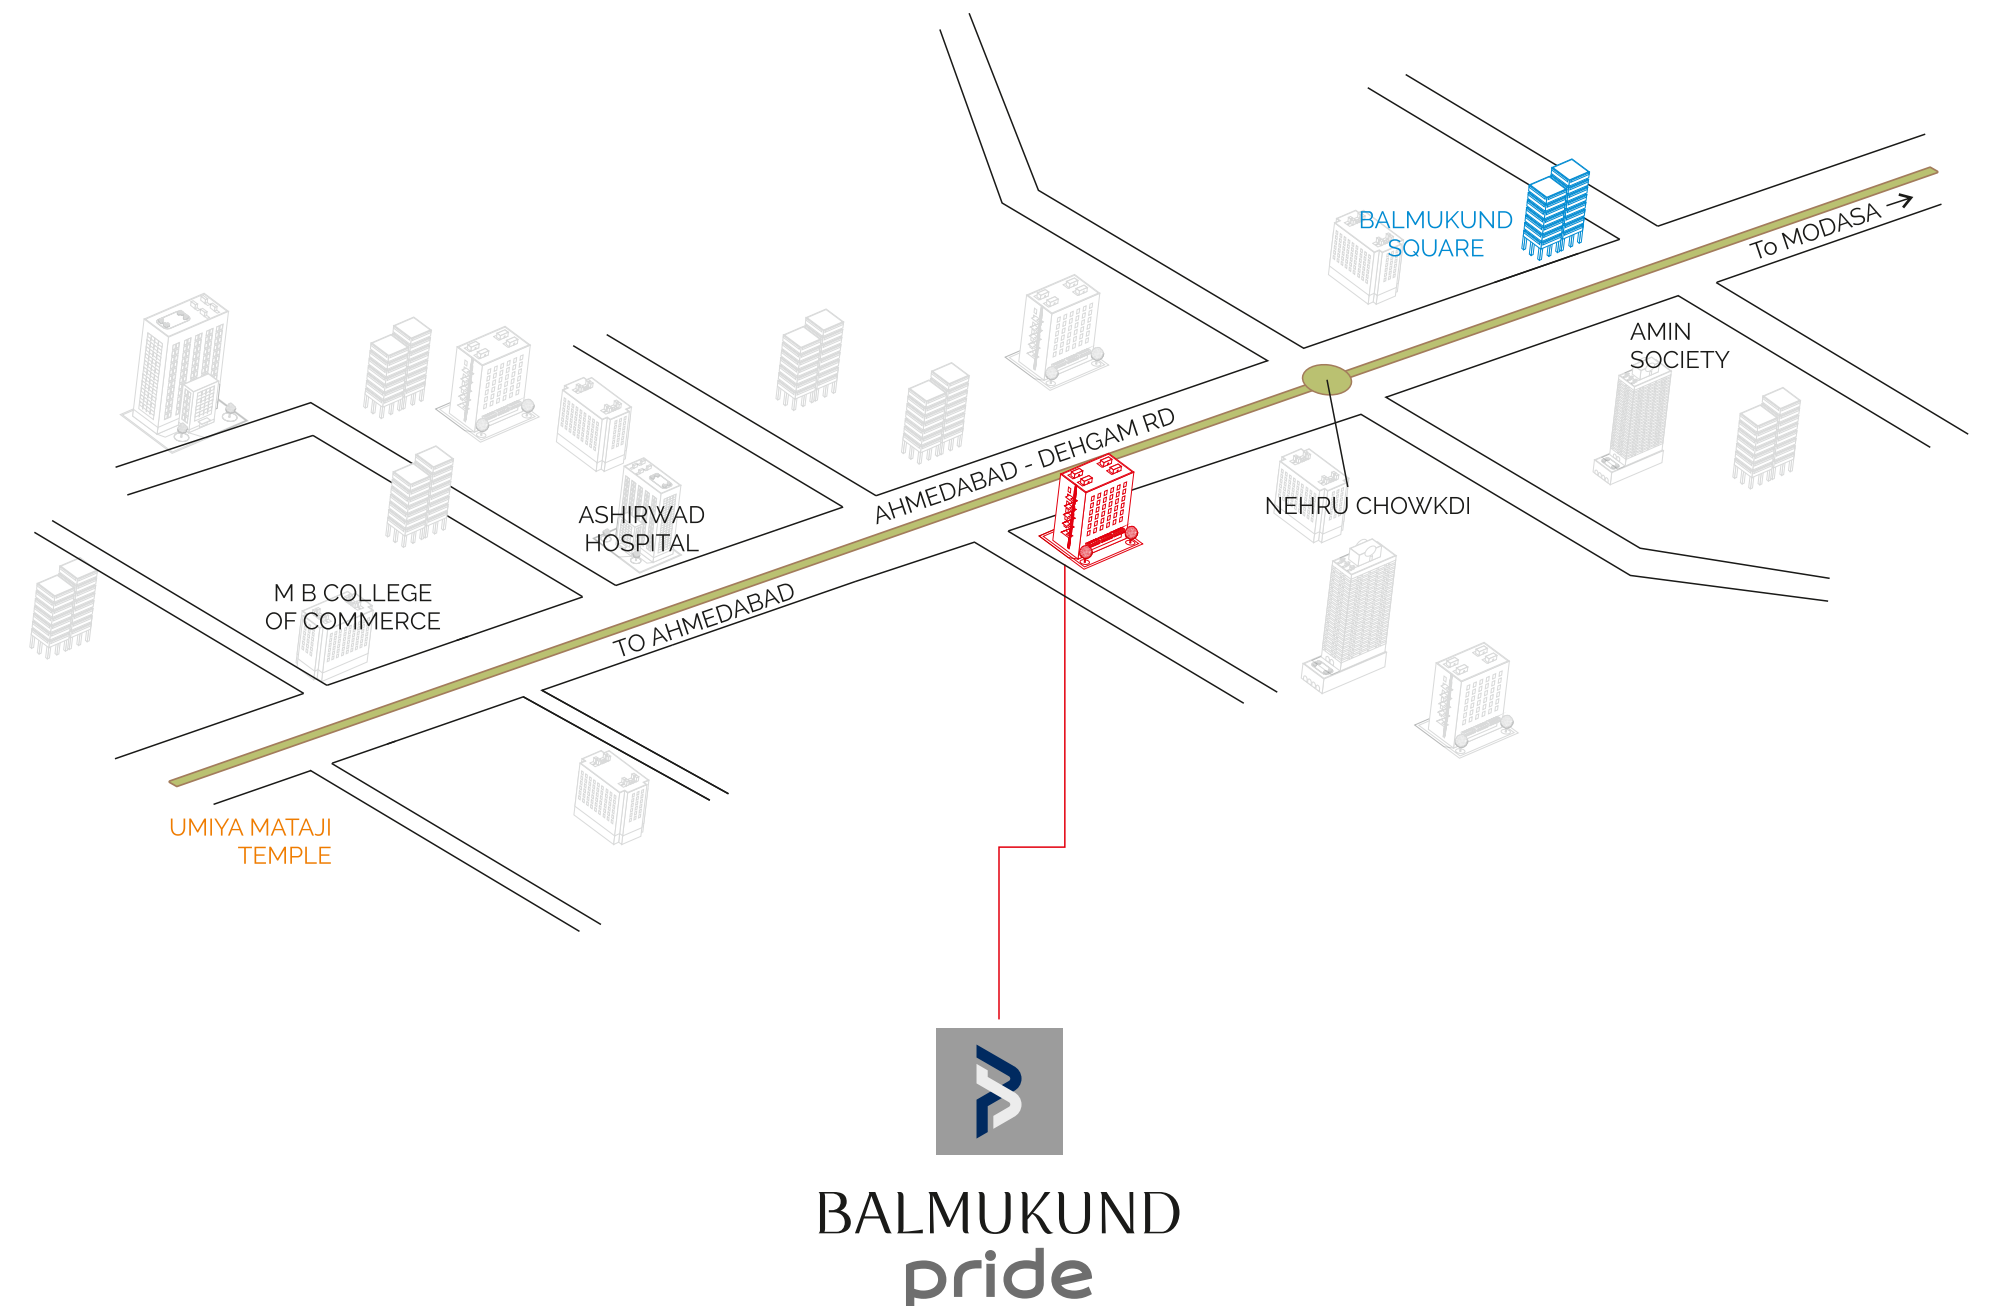 BALMUKUND
SQUARE
To MODASA
AMIN
SOCIETY
AHMEDABAD - DEHGAM RD
NEHRU CHOWKDI
ASHIRWAD
HOSPITAL
M B COLLEGE
OF COMMERCE
TO AHMEDABAD
UMIYA MATAJI
TEMPLE
BALMUKUND
pride